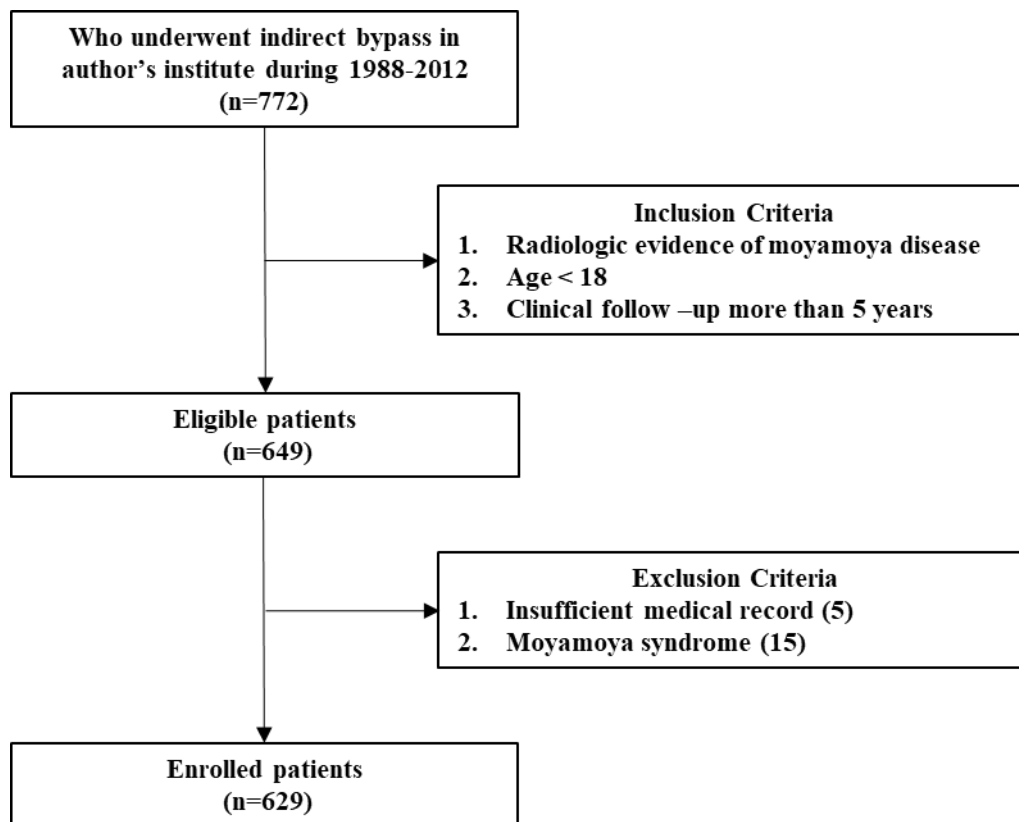 Who underwent indirect bypass in
author's institute during 1988-2012
(n=772)
Inclusion Criteria
1. Radiologic evidence of moyamoya disease
2. Age < 18
3. Clinical follow –up more than 5 years
Eligible patients
(n=649)
Exclusion Criteria
1. Insufficient medical record (5)
2. Moyamoya syndrome (15)
Enrolled patients
(n=629)